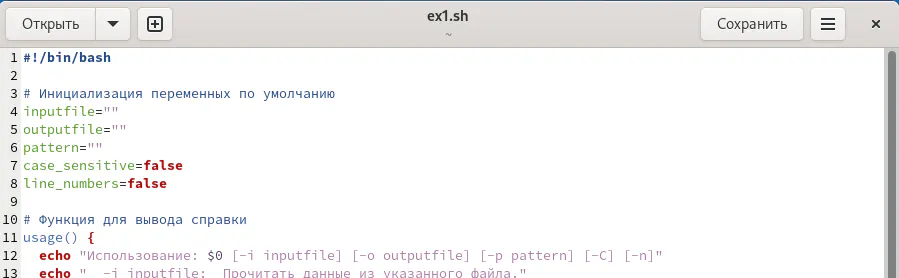 Открыть
ex1.sh
~
Сохранить
1 #!/bin/bash
2
3 # Инициализация переменных по умолчанию
4 inputfile=""
5 outputfile=""
6 pattern=""
7 case_sensitive=false
8 line_numbers=false
9
10 # Функция для вывода справки
11 usage() {
12   echo "Использование: $0 [-i inputfile] [-o outputfile] [-p pattern] [-C] [-n]"
13   echo "  -i inputfile:  Прочитать данные из указанного файла."